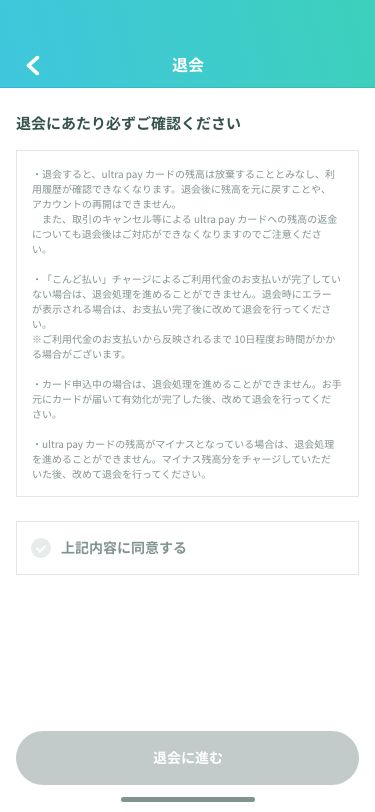 退会
退会にあたり必ずご確認ください
・退会すると、ultra pay カードの残高は放棄することとみなし、利
用履歴が確認できなくなります。退会後に残高を元に戻すことや、
アカウントの再開はできません。
　また、取引のキャンセル等による ultra pay カードへの残高の返金
についても退会後はご対応ができなくなりますのでご注意くださ
い。
・「こんど払い」チャージによるご利用代金のお支払いが完了してい
ない場合は、退会処理を進めることができません。退会時にエラー
が表示される場合は、お支払い完了後に改めて退会を行ってくださ
い。
※ご利用代金のお支払いから反映されるまで 10日程度お時間がかか
る場合がございます。
・カード申込中の場合は、退会処理を進めることができません。お手
元にカードが届いて有効化が完了した後、改めて退会を行ってくだ
さい。
・ultra pay カードの残高がマイナスとなっている場合は、退会処理
を進めることができません。マイナス残高分をチャージしていただ
いた後、改めて退会を行ってください。
上記内容に同意する
退会に進む